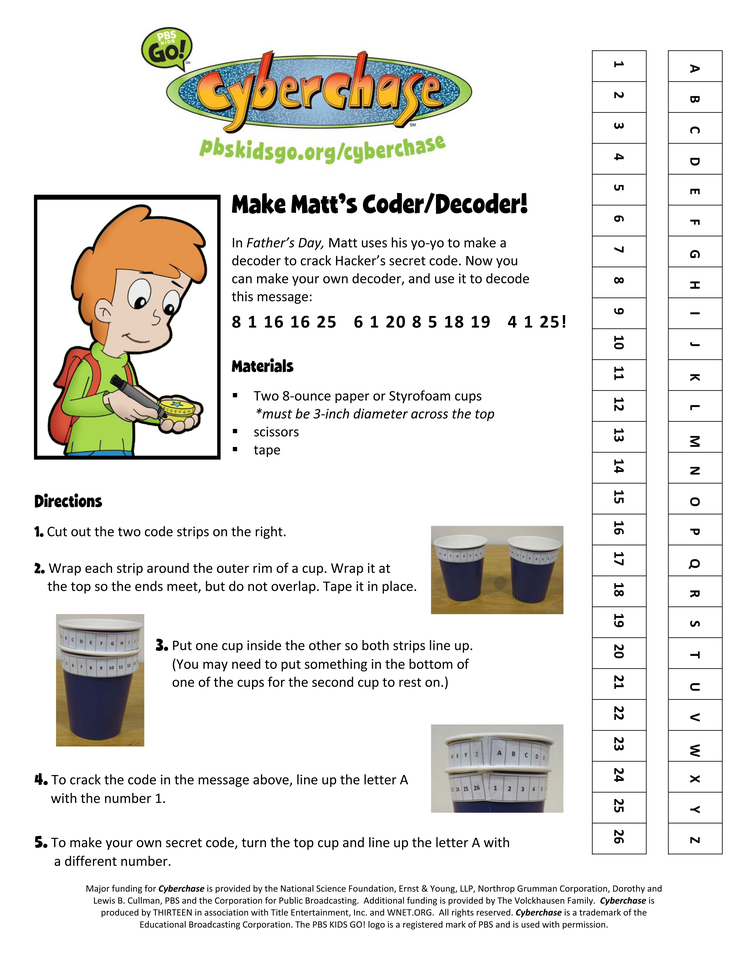 PBS
KIDS
GO!
Cyberchase
SM
pbskidsgo.org/cyberchase
Make Matt's Coder/Decoder!
In Father's Day, Matt uses his yo-yo to make a
decoder to crack Hacker's secret code. Now you
can make your own decoder, and use it to decode
this message:
8 1 16 16 25   6 1 20 8 5 18 19   4 1 25!
Materials
▪ Two 8-ounce paper or Styrofoam cups
*must be 3-inch diameter across the top
▪ scissors
▪ tape
Directions
1. Cut out the two code strips on the right.
2. Wrap each strip around the outer rim of a cup. Wrap it at
the top so the ends meet, but do not overlap. Tape it in place.
C D E F G H
6 7 8 9 10 11 12
3. Put one cup inside the other so both strips line up.
(You may need to put something in the bottom of
one of the cups for the second cup to rest on.)
X Y Z A B C D
24 25 26 1 2 3 4
4. To crack the code in the message above, line up the letter A
with the number 1.
5. To make your own secret code, turn the top cup and line up the letter A with
a different number.
1 A
2 B
3 C
4 D
5 E
6 F
7 G
8 H
9 I
10 J
11 K
12 L
13 M
14 N
15 O
16 P
17 Q
18 R
19 S
20 T
21 U
22 V
23 W
24 X
25 Y
26 Z
Major funding for Cyberchase is provided by the National Science Foundation, Ernst & Young, LLP, Northrop Grumman Corporation, Dorothy and
Lewis B. Cullman, PBS and the Corporation for Public Broadcasting. Additional funding is provided by The Volckhausen Family. Cyberchase is
produced by THIRTEEN in association with Title Entertainment, Inc. and WNET.ORG. All rights reserved. Cyberchase is a trademark of the
Educational Broadcasting Corporation. The PBS KIDS GO! logo is a registered mark of PBS and is used with permission.